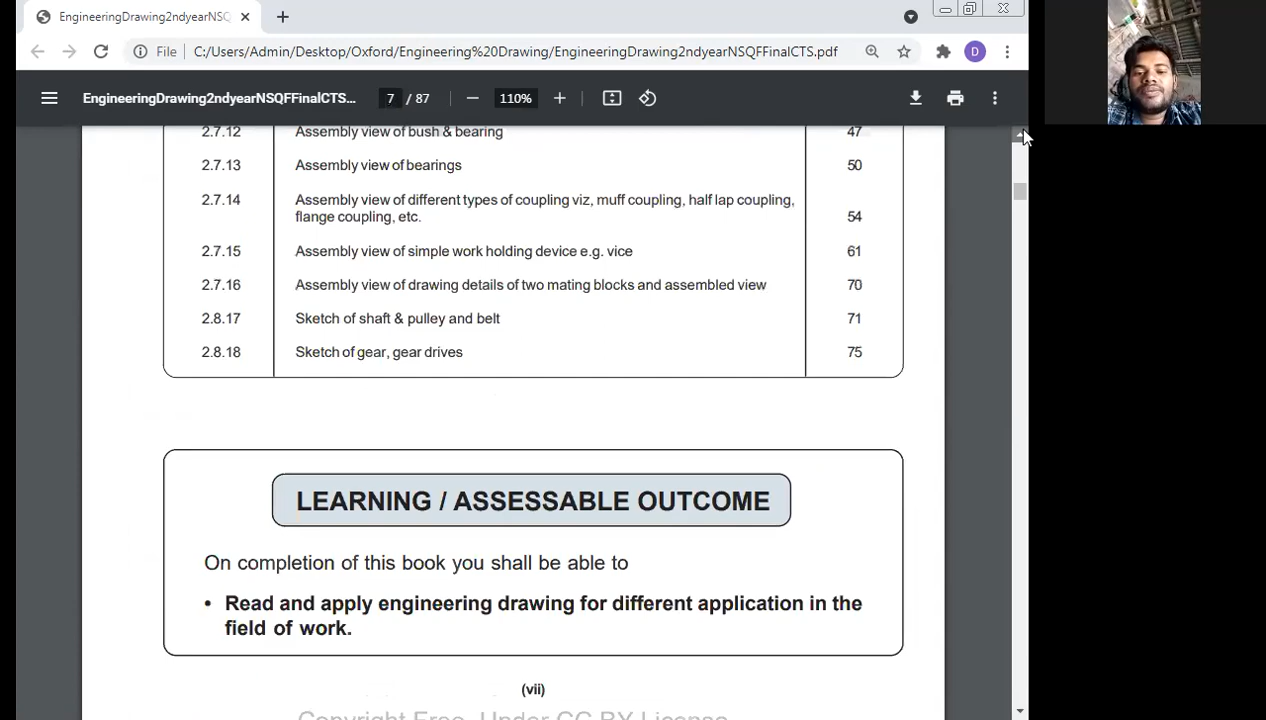 EngineeringDrawing2ndyearNSQ
File C:/Users/Admin/Desktop/Oxford/Engineering%20Drawing/EngineeringDrawing2ndyearNSQFFinalCTS.pdf
D
EngineeringDrawing2ndyearNSQFFinalCTS... 7 / 87 110%
2.7.12 Assembly view of bush & bearing 47
2.7.13 Assembly view of bearings 50
2.7.14 Assembly view of different types of coupling viz, muff coupling, half lap coupling,
flange coupling, etc. 54
2.7.15 Assembly view of simple work holding device e.g. vice 61
2.7.16 Assembly view of drawing details of two mating blocks and assembled view 70
2.8.17 Sketch of shaft & pulley and belt 71
2.8.18 Sketch of gear, gear drives 75
LEARNING / ASSESSABLE OUTCOME
On completion of this book you shall be able to
• Read and apply engineering drawing for different application in the
field of work.
(vii)
Copyright Free, Under CC BY License